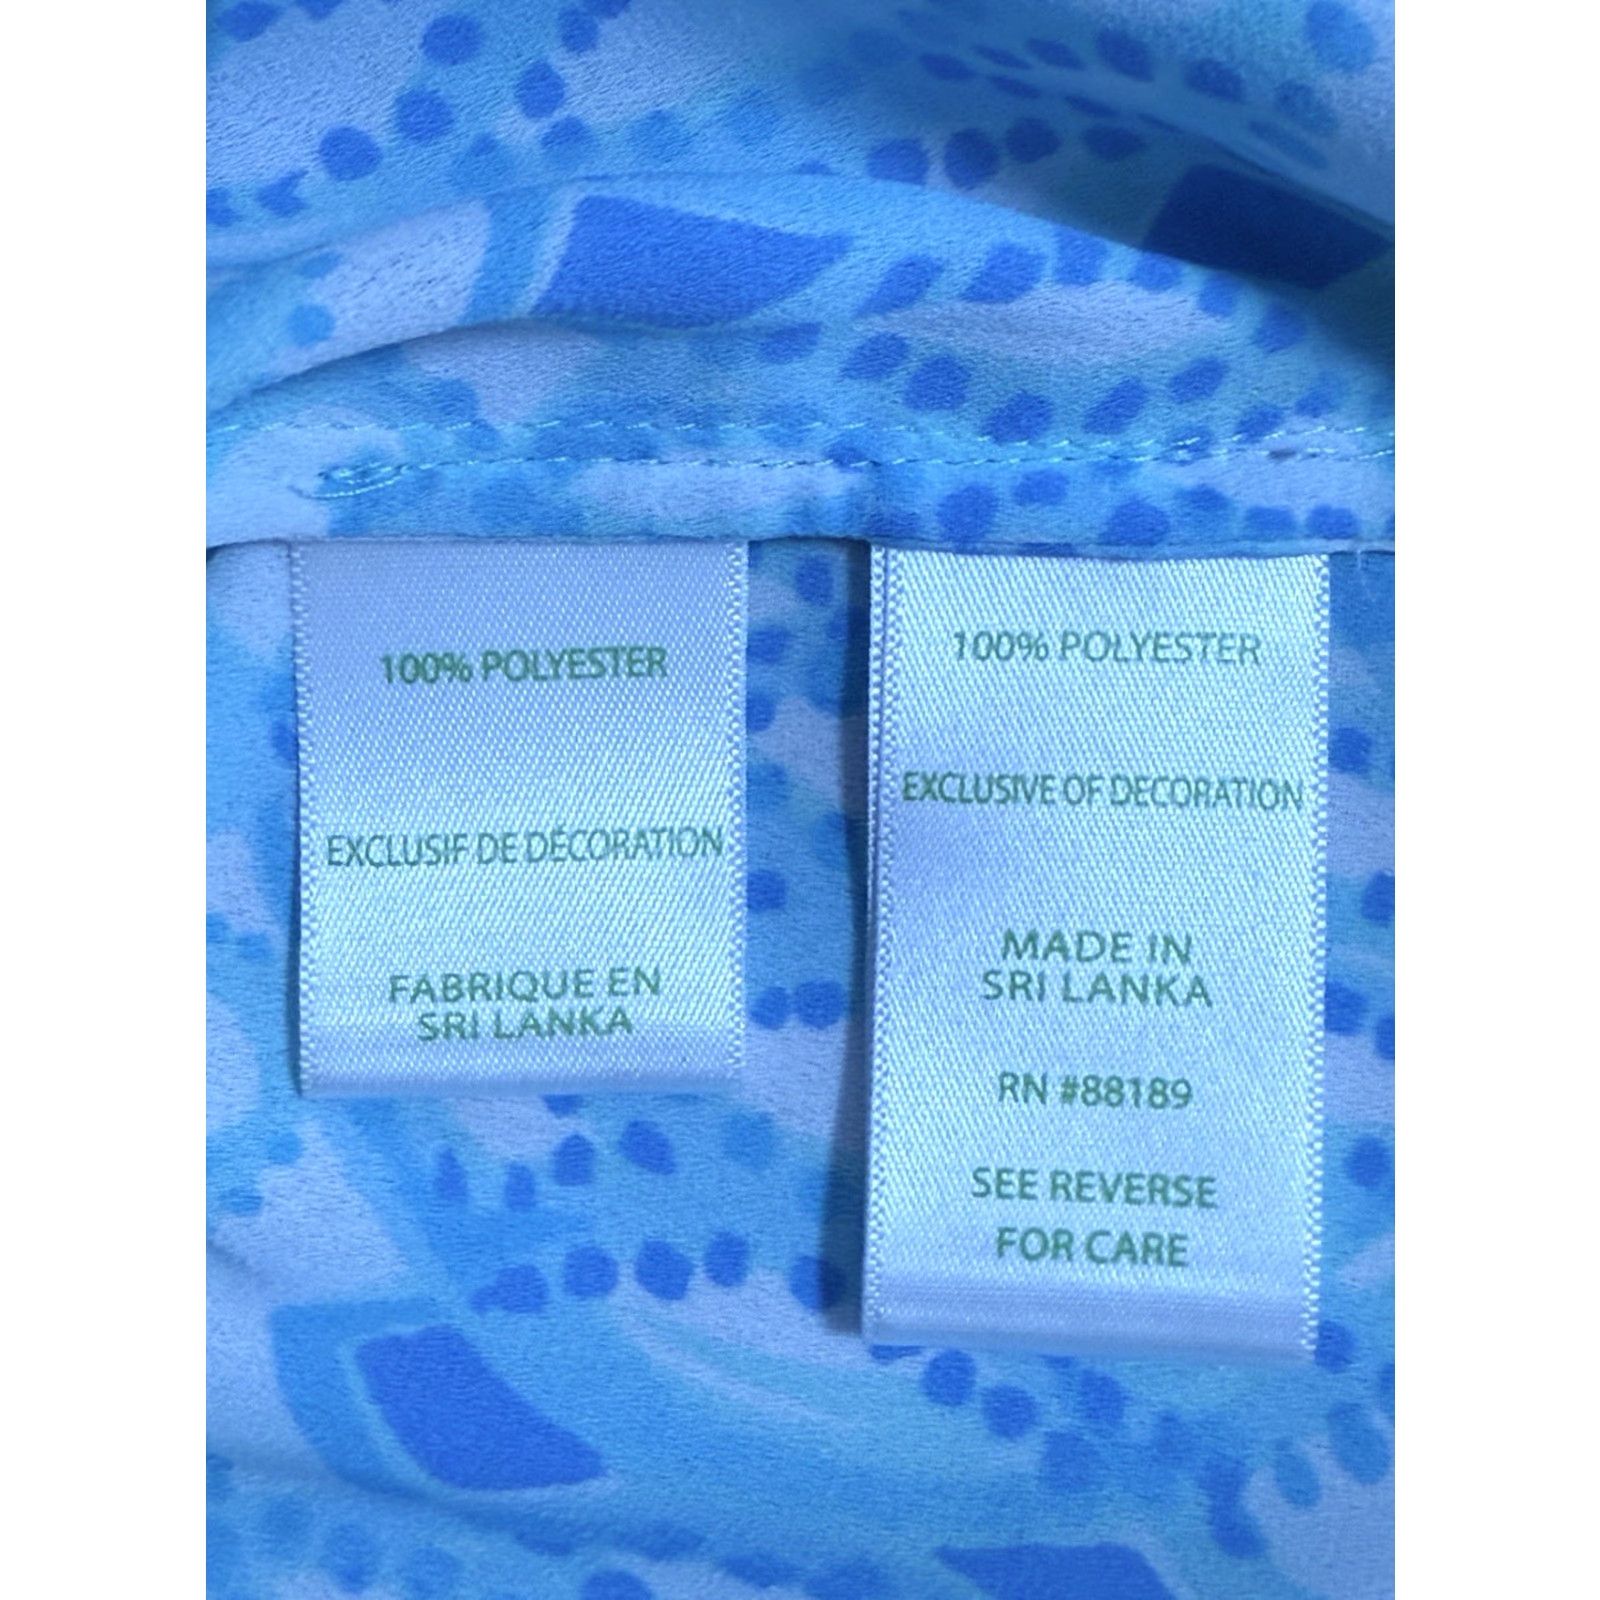 100% POLYESTER
EXCLUSIF DE DÉCORATION
FABRIQUE EN
SRI LANKA
100% POLYESTER
EXCLUSIVE OF DECORATION
MADE IN
SRI LANKA
RN #88189
SEE REVERSE
FOR CARE